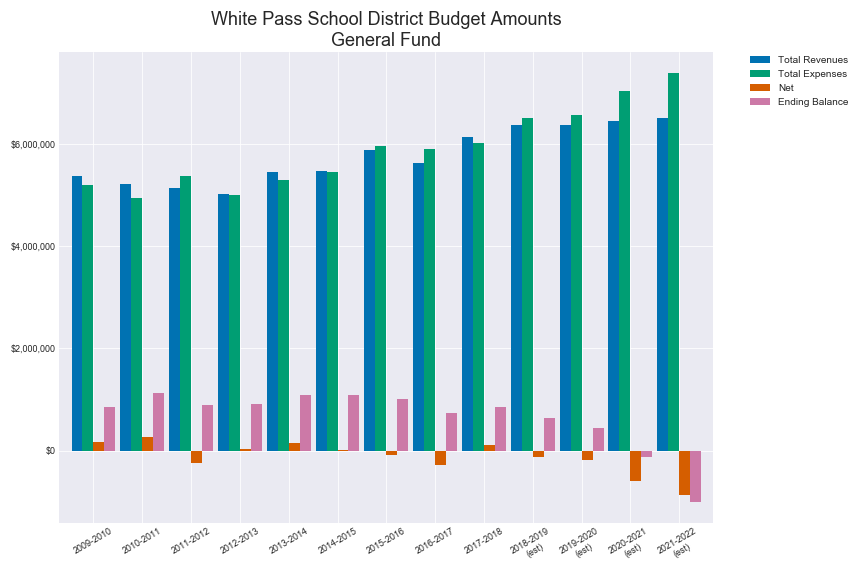 White Pass School District Budget Amounts
General Fund
Total Revenues
Total Expenses
Net
Ending Balance
$6,000,000
$4,000,000
$2,000,000
$0
2009-2010
2010-2011
2011-2012
2012-2013
2013-2014
2014-2015
2015-2016
2016-2017
2017-2018
2018-2019
(est)
2019-2020
(est)
2020-2021
(est)
2021-2022
(est)